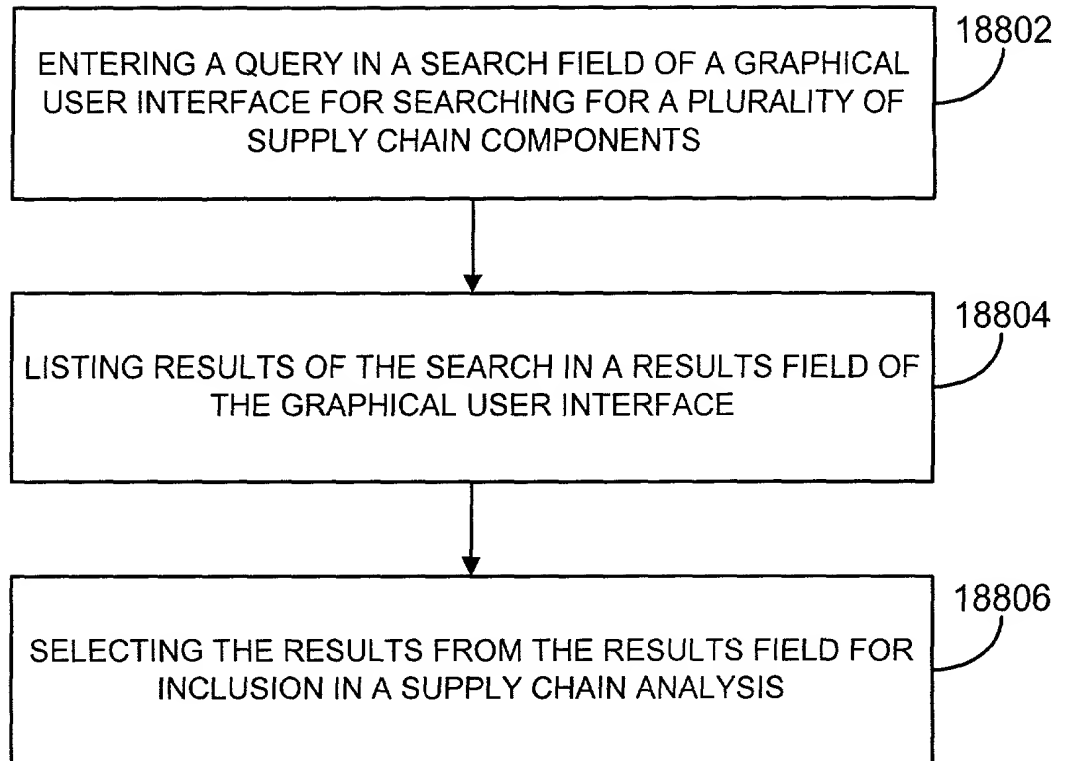 18802
ENTERING A QUERY IN A SEARCH FIELD OF A GRAPHICAL
USER INTERFACE FOR SEARCHING FOR A PLURALITY OF
SUPPLY CHAIN COMPONENTS
18804
LISTING RESULTS OF THE SEARCH IN A RESULTS FIELD OF
THE GRAPHICAL USER INTERFACE
18806
SELECTING THE RESULTS FROM THE RESULTS FIELD FOR
INCLUSION IN A SUPPLY CHAIN ANALYSIS